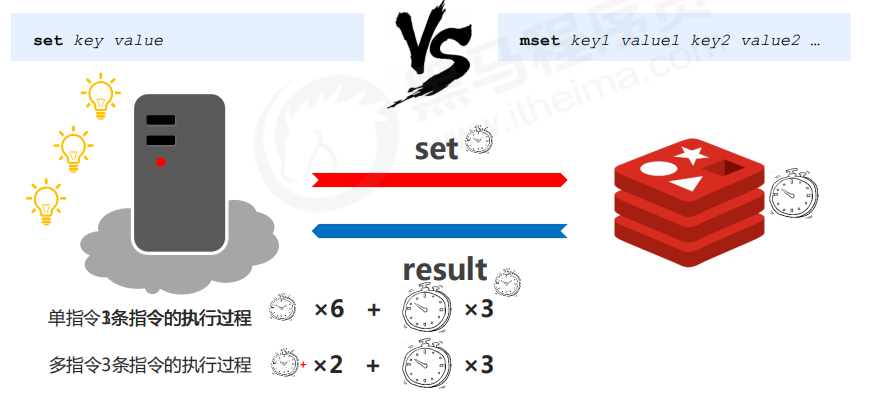 set key value
VS
mset key1 value1 key2 value2 …
黑马程序员
www.itheima.com
set
result
单指令3条指令的执行过程 ×6 + ×3
多指令3条指令的执行过程 + ×2 + ×3